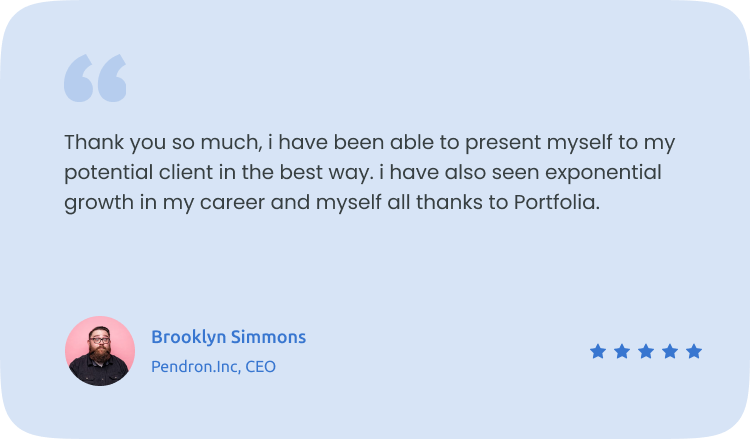 “
Thank you so much, i have been able to present myself to my
potential client in the best way. i have also seen exponential
growth in my career and myself all thanks to Portfolia.
Brooklyn Simmons
Pendron.Inc, CEO